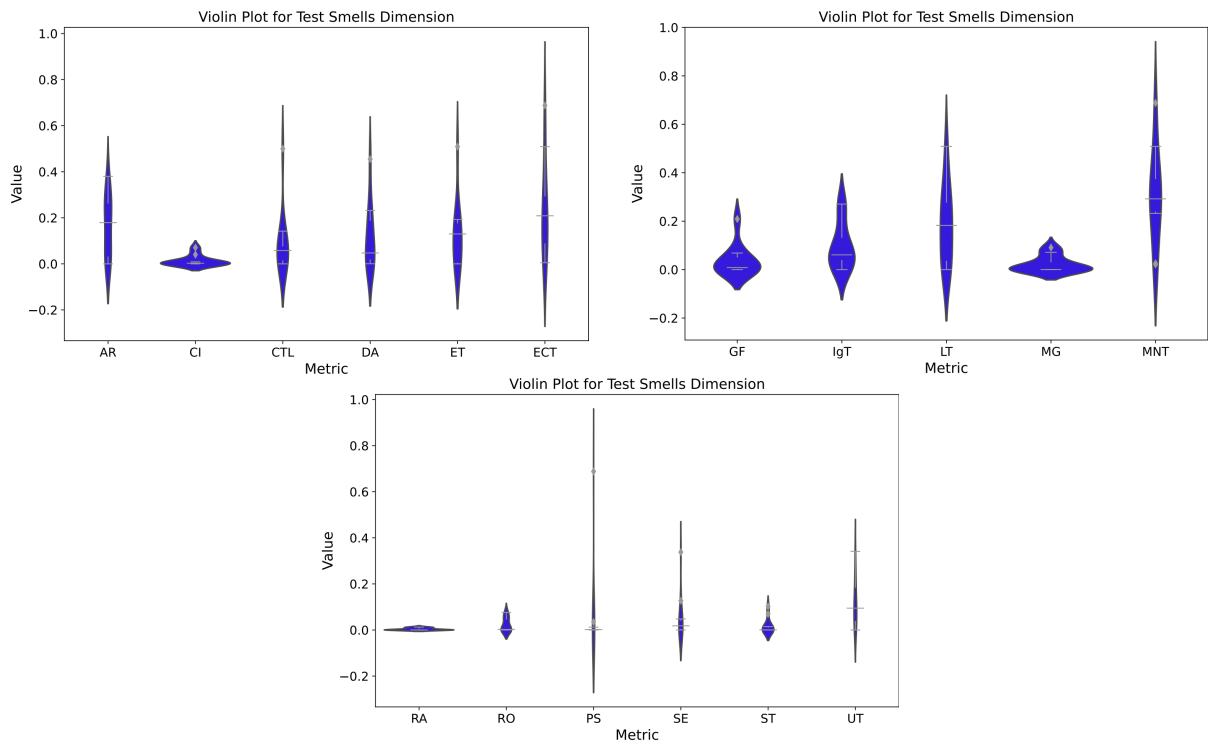 Violin Plot for Test Smells Dimension
1.0
0.8
0.6
0.4
0.2
0.0
−0.2
Value
AR CI CTL DA ET ECT
Metric
Violin Plot for Test Smells Dimension
1.0
0.8
0.6
0.4
0.2
0.0
−0.2
Value
GF IgT LT MG MNT
Metric
Violin Plot for Test Smells Dimension
1.0
0.8
0.6
0.4
0.2
0.0
−0.2
Value
RA RO PS SE ST UT
Metric